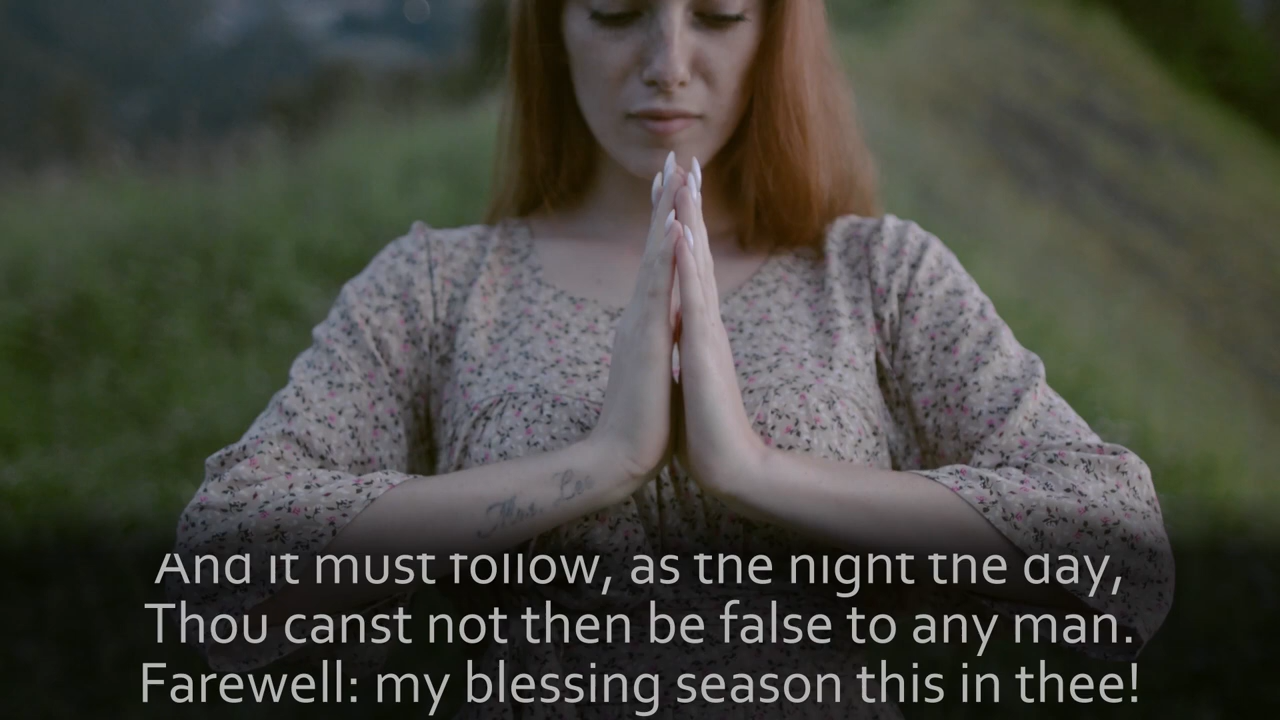 And it must follow, as the night the day,
Thou canst not then be false to any man.
Farewell: my blessing season this in thee!